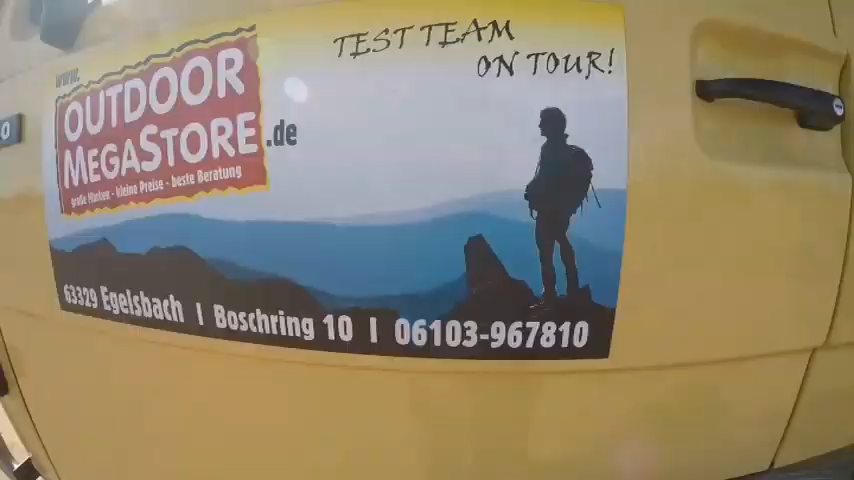 TEST TEAM
ON TOUR!
www.
OUTDOOR
MEGASTORE.de
große Marken - kleine Preise - beste Beratung
63329 Egelsbach | Boschring 10 | 06103-967810